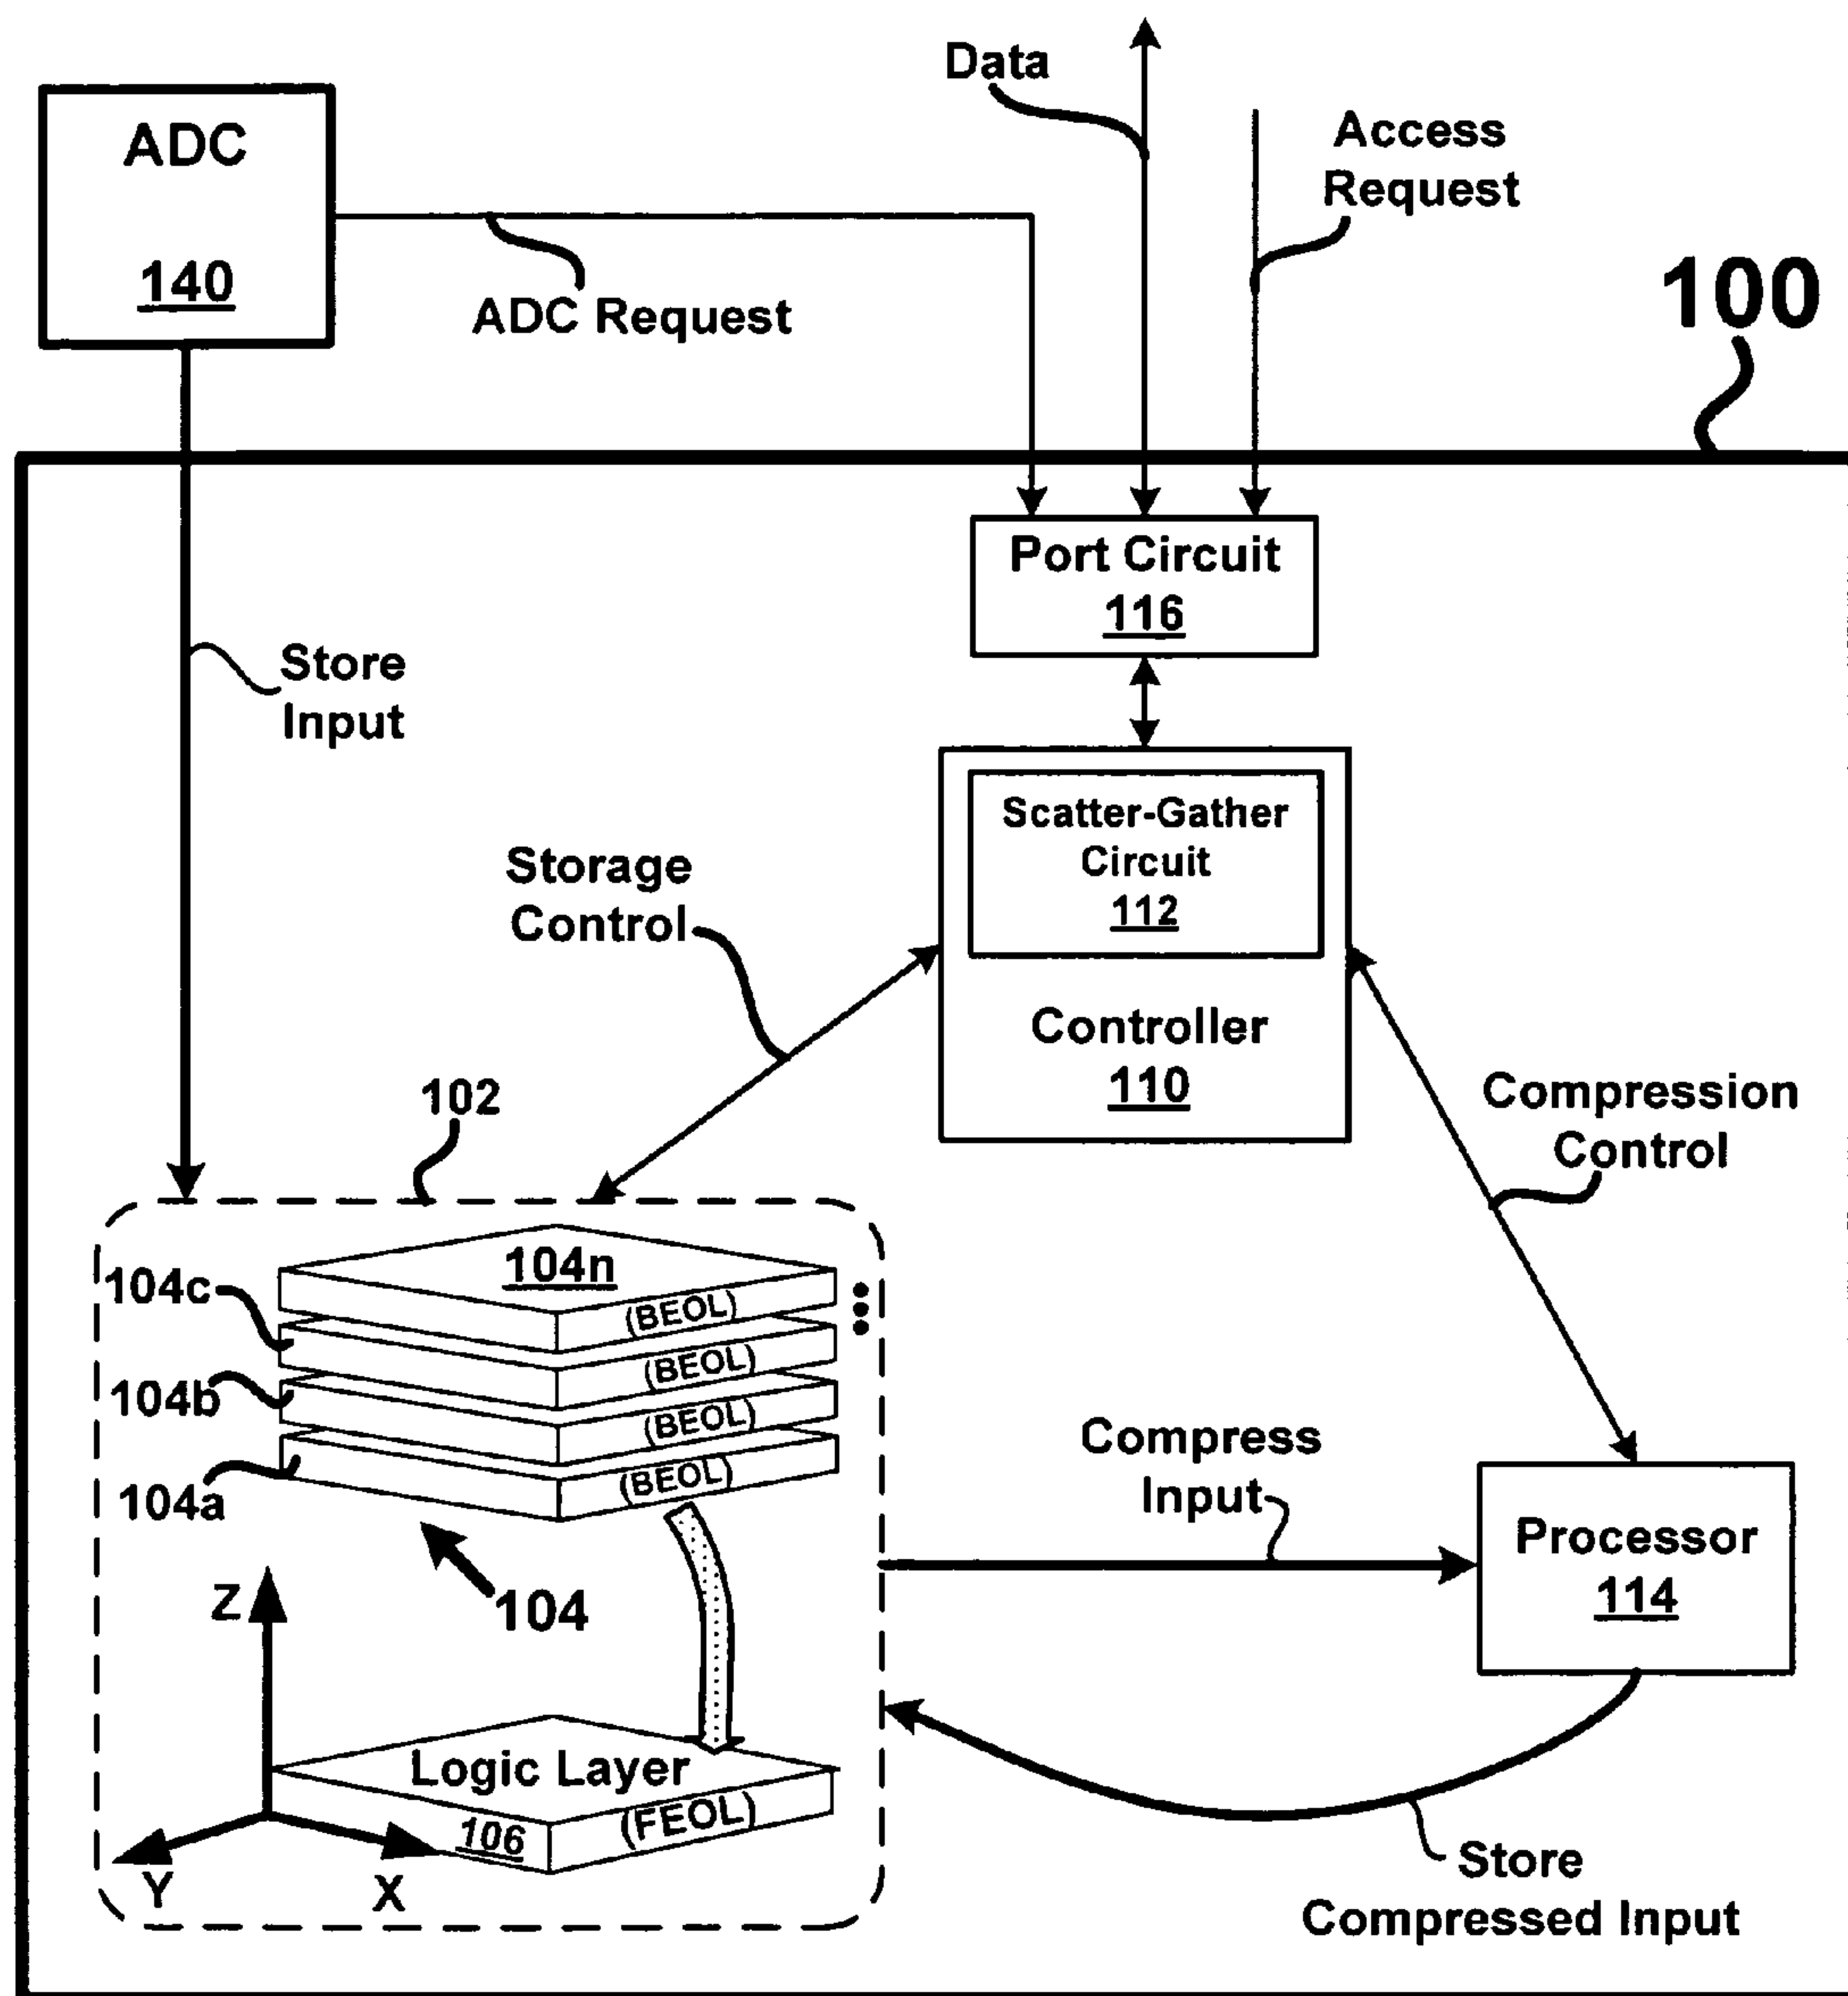 Data
ADC
140
Access
Request
ADC Request
100
Port Circuit
116
Store
Input
Scatter-Gather
Circuit
112
Storage
Control
Controller
110
102
Compression
Control
104n
(BEOL)
104c
(BEOL)
104b
(BEOL)
104a
(BEOL)
Compress
Input
Processor
114
104
Z
Logic Layer
106
(FEOL)
Y
X
Store
Compressed Input